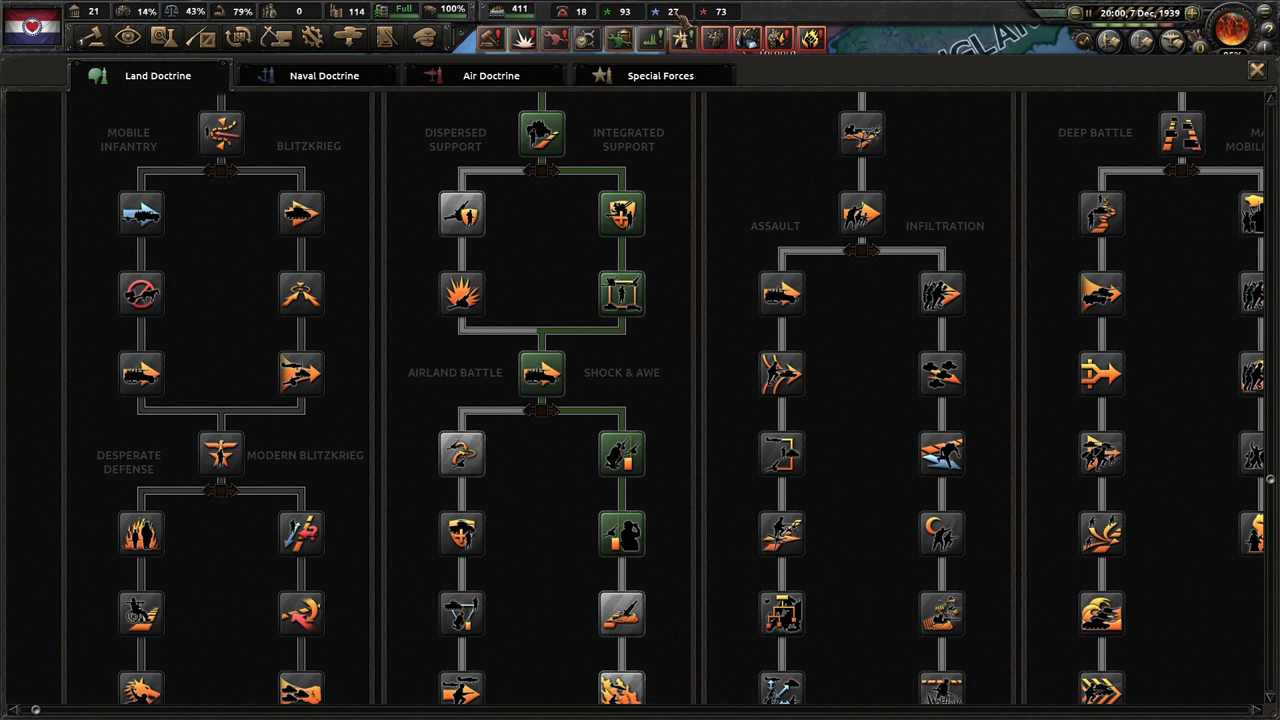 21 14% 43% 79% 0 114 Full 100% 411 18 93 27 73 20:00, 7 Dec, 1939
Land Doctrine Naval Doctrine Air Doctrine Special Forces
MOBILE INFANTRY
BLITZKRIEG
DISPERSED SUPPORT
INTEGRATED SUPPORT
DEEP BATTLE
ASSAULT
INFILTRATION
AIRLAND BATTLE
SHOCK & AWE
DESPERATE DEFENSE
MODERN BLITZKRIEG